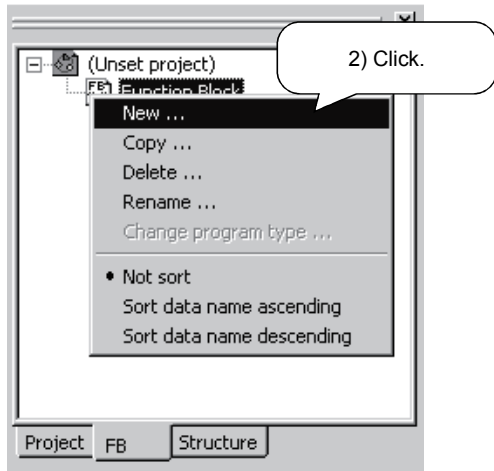 2) Click.
(Unset project)
FB Function Block
New ...
Copy ...
Delete ...
Rename ...
Change program type ...
• Not sort
Sort data name ascending
Sort data name descending
Project FB Structure